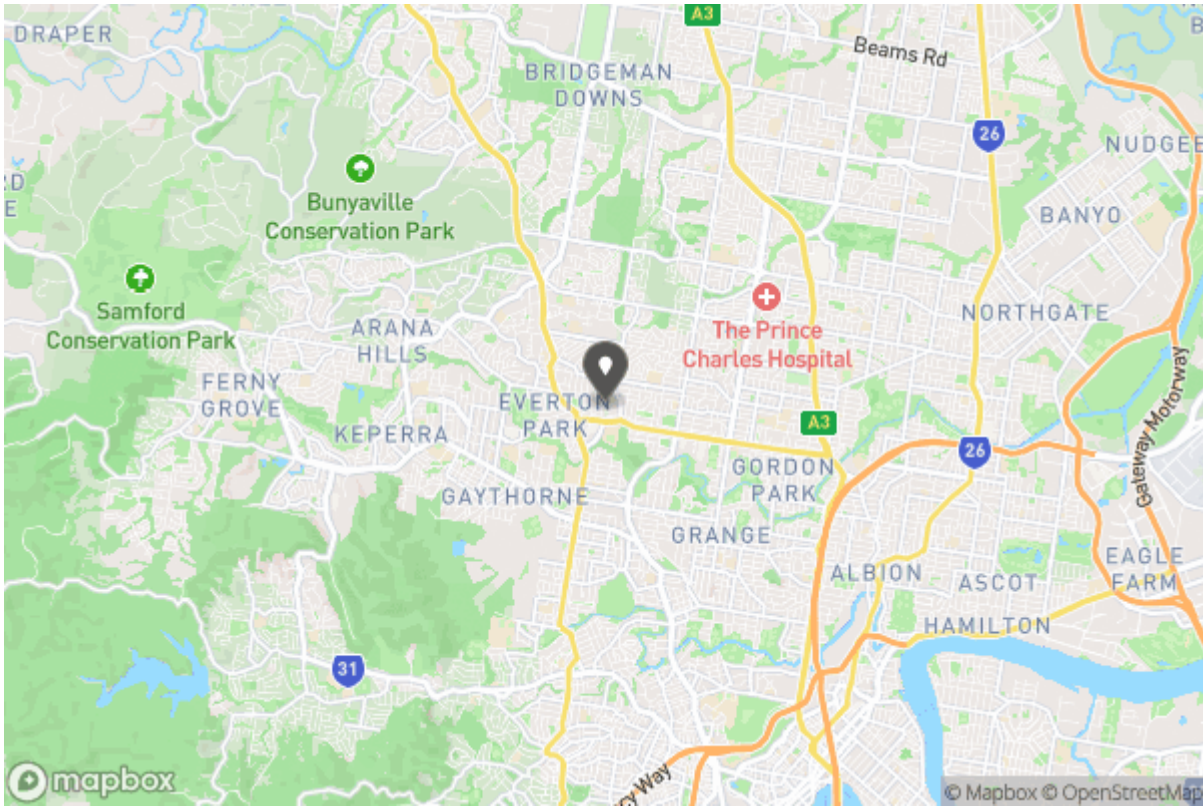 DRAPER
A3
Beams Rd
BRIDGEMAN
DOWNS
26
NUDGEE
BANYO
Bunyaville
Conservation Park
Samford
Conservation Park
ARANA
HILLS
The Prince
Charles Hospital
NORTHGATE
FERNY
GROVE
EVERTON
PARK
KEPERRA
A3
26
Gateway Motorway
GORDON
PARK
GAYTHORNE
GRANGE
ALBION
ASCOT
EAGLE
FARM
HAMILTON
31
cy Way
mapbox
© Mapbox © OpenStreetMap